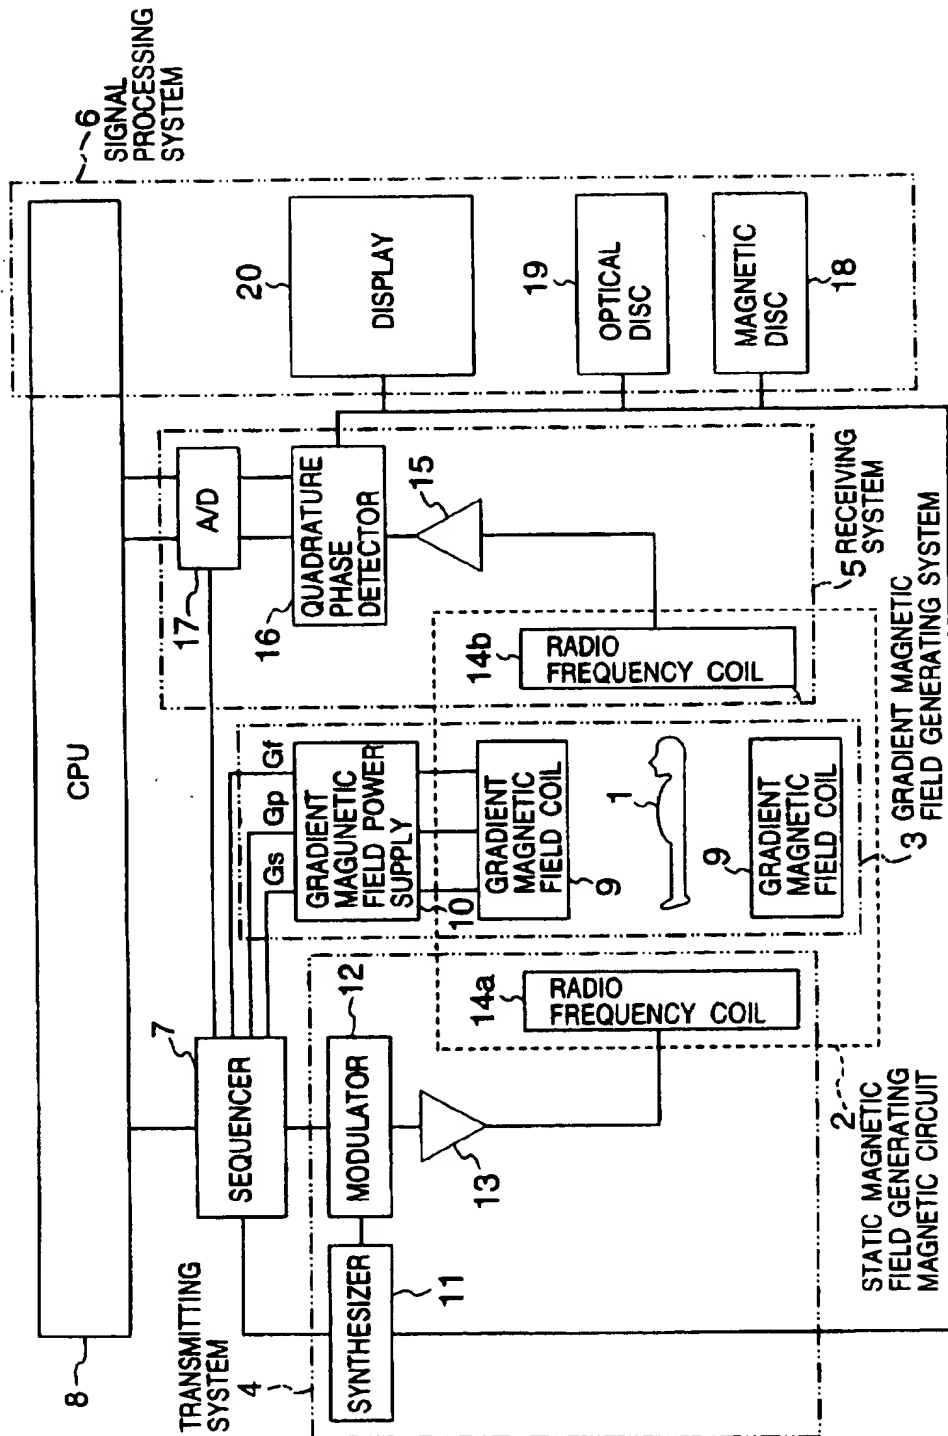 6
SIGNAL
PROCESSING
SYSTEM
CPU
8
20
DISPLAY
19
OPTICAL
DISC
MAGNETIC
DISC
18
A/D
17
QUADRATURE
PHASE
DETECTOR
16
15
5 RECEIVING
SYSTEM
14b
RADIO
FREQUENCY COIL
Gs
Gp
Gf
GRADIENT
MAGUNETIC
FIELD POWER
SUPPLY
10
GRADIENT
MAGNETIC
FIELD COIL
9
1
GRADIENT
MAGNETIC
FIELD COIL
9
3 GRADIENT MAGNETIC
FIELD GENERATING SYSTEM
7
SEQUENCER
TRANSMITTING
SYSTEM
4
12
MODULATOR
SYNTHESIZER
11
13
14a
RADIO
FREQUENCY COIL
2
STATIC MAGNETIC
FIELD GENERATING
MAGNETIC CIRCUIT